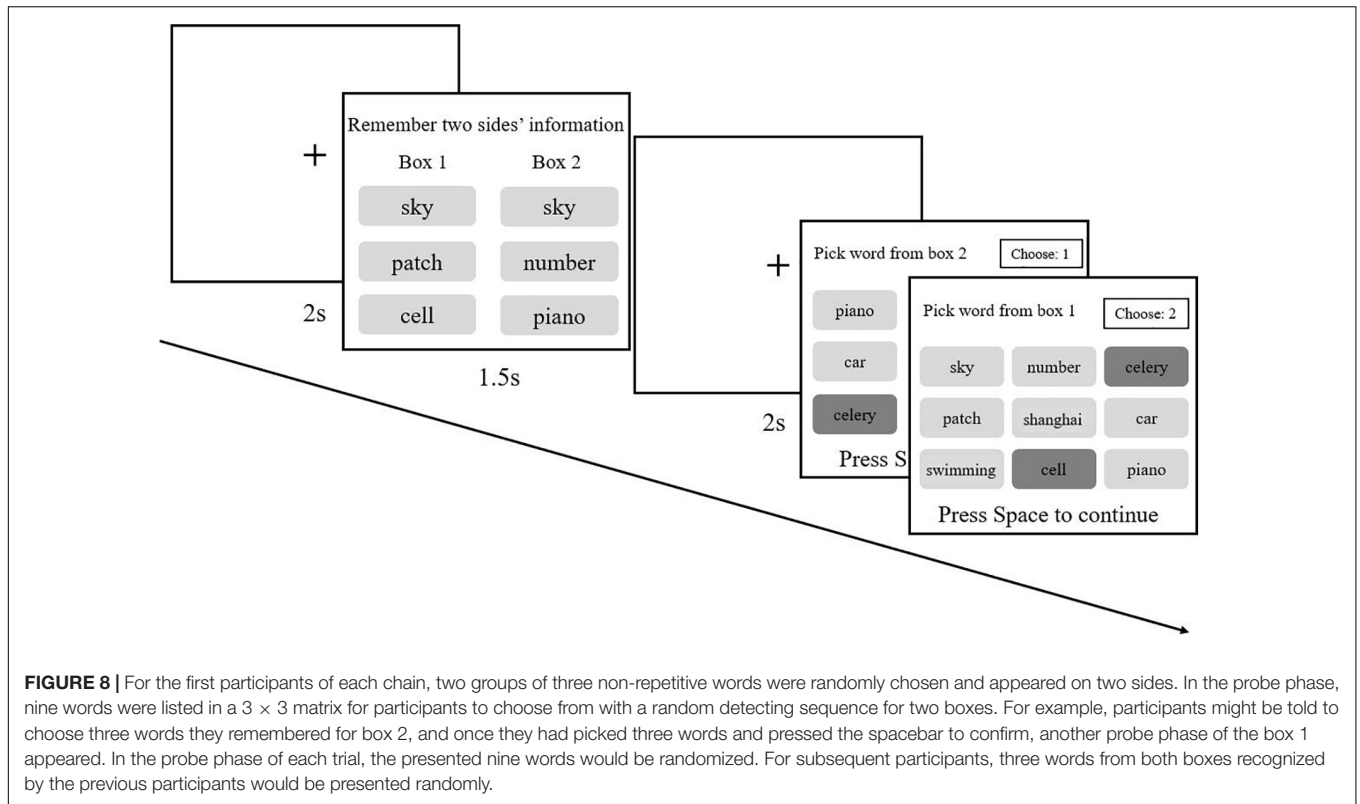 +
Remember two sides' information
Box 1 Box 2
sky sky
patch number
cell piano
2s
1.5s
+
Pick word from box 2 Choose: 1
piano
car
celery
Press S
2s
Pick word from box 1 Choose: 2
sky number celery
patch shanghai car
swimming cell piano
Press Space to continue
FIGURE 8 | For the first participants of each chain, two groups of three non-repetitive words were randomly chosen and appeared on two sides. In the probe phase,
nine words were listed in a 3 × 3 matrix for participants to choose from with a random detecting sequence for two boxes. For example, participants might be told to
choose three words they remembered for box 2, and once they had picked three words and pressed the spacebar to confirm, another probe phase of the box 1
appeared. In the probe phase of each trial, the presented nine words would be randomized. For subsequent participants, three words from both boxes recognized
by the previous participants would be presented randomly.